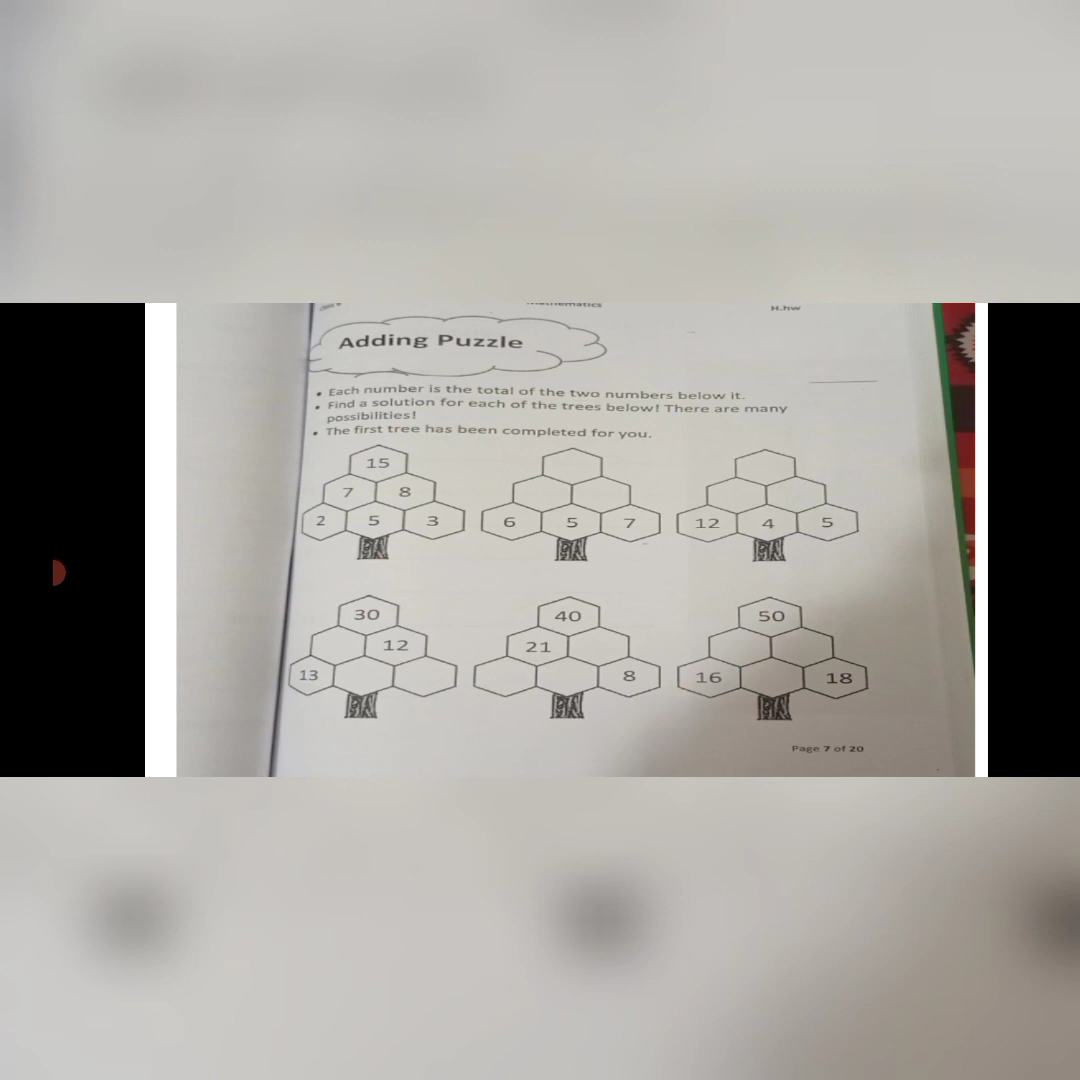 H.hw
Adding Puzzle
• Each number is the total of the two numbers below it.
• Find a solution for each of the trees below! There are many
possibilities!
• The first tree has been completed for you.
15
7 8
2 5 3 6 5 7 12 4 5
30 40 50
12 21
13 8 16 18
Page 7 of 20